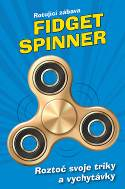 Rotující zábava
FIDGET
SPINNER
Roztoč svoje triky
a vychytávky